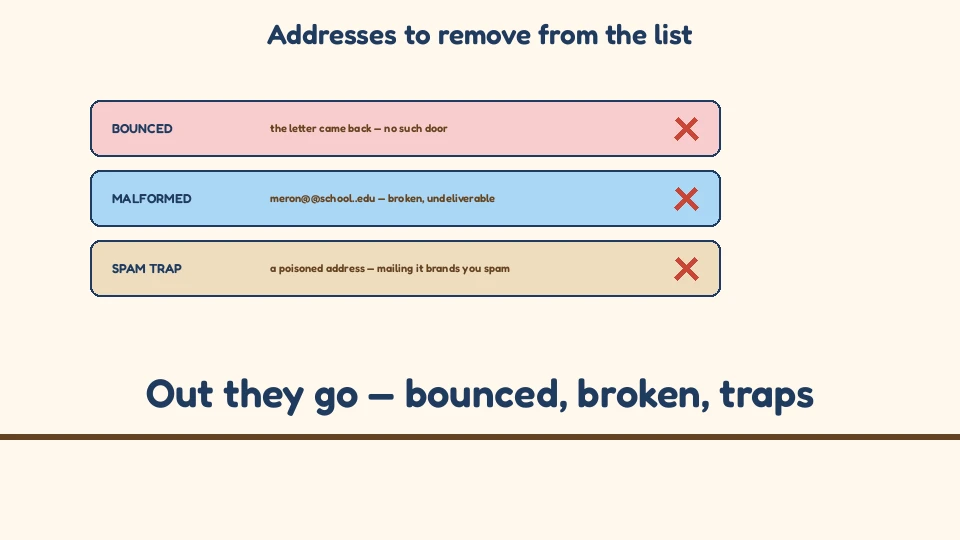 Addresses to remove from the list
BOUNCED the letter came back — no such door
MALFORMED meron@@school..edu — broken, undeliverable
SPAM TRAP a poisoned address — mailing it brands you spam
Out they go — bounced, broken, traps